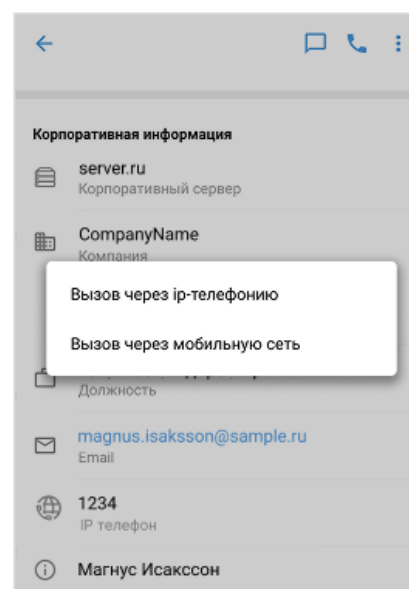 Корпоративная информация
server.ru
Корпоративный сервер
CompanyName
Компания
Вызов через ip-телефонию
Вызов через мобильную сеть
Должность
magnus.isaksson@sample.ru
Email
1234
IP телефон
Магнус Исакссон